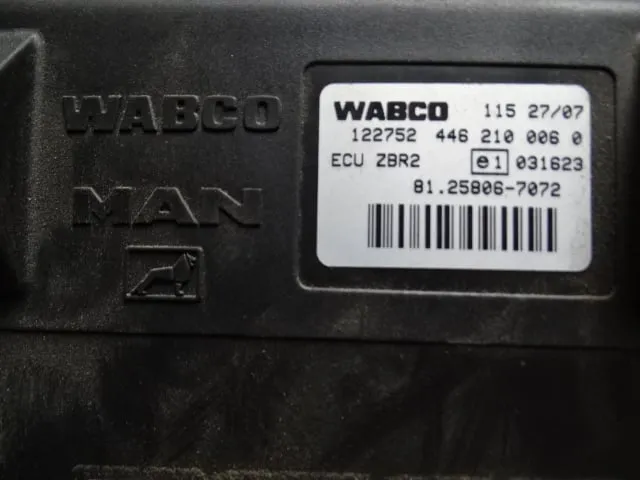 WABCO
MAN
WABCO 115 27/07
122752 446 210 006 0
ECU ZBR2 e1 031623
81.25806-7072